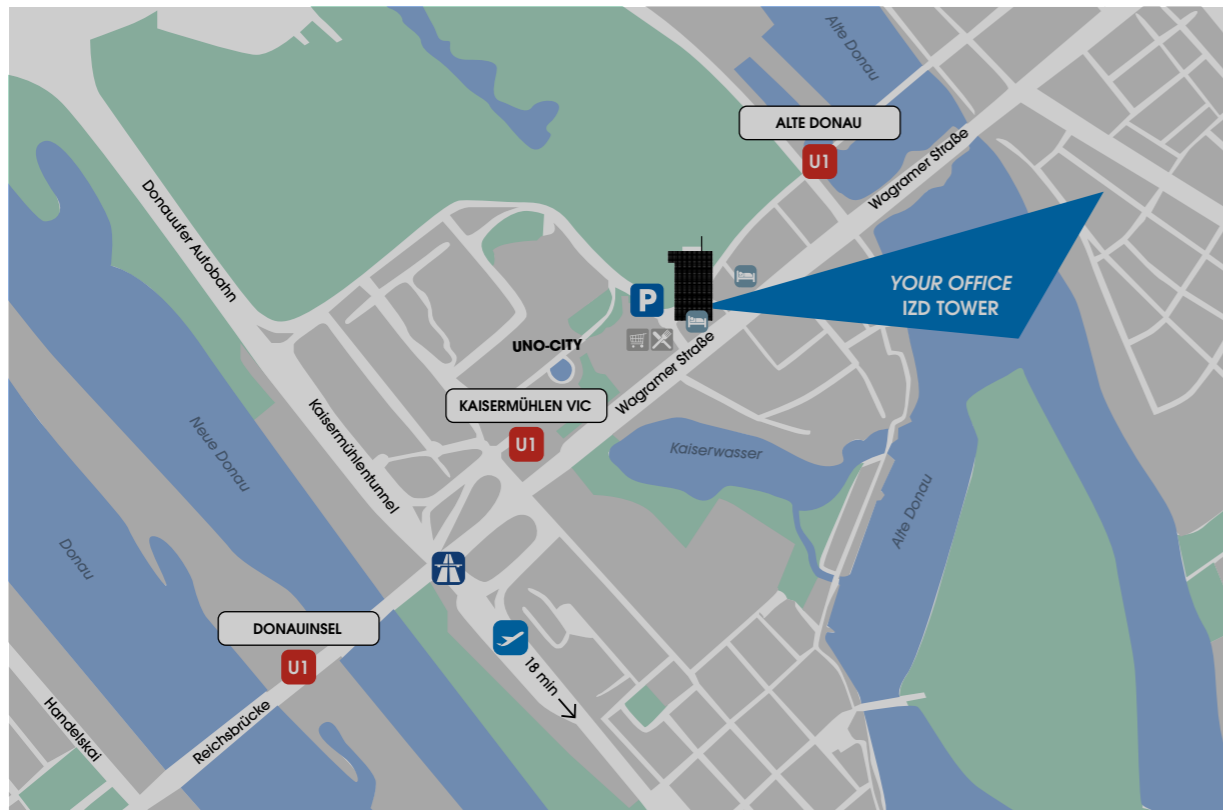 Alte Donau
ALTE DONAU
U1
Wagramer Straße
Donauufer Autobahn
YOUR OFFICE
IZD TOWER
P
UNO-CITY
Wagramer Straße
KAISERMÜHLEN VIC
U1
Kaisermühlentunnel
Neue Donau
Kaiserwasser
Alte Donau
Donau
DONAUINSEL
U1
18 min
Reichsbrücke
Handelskai